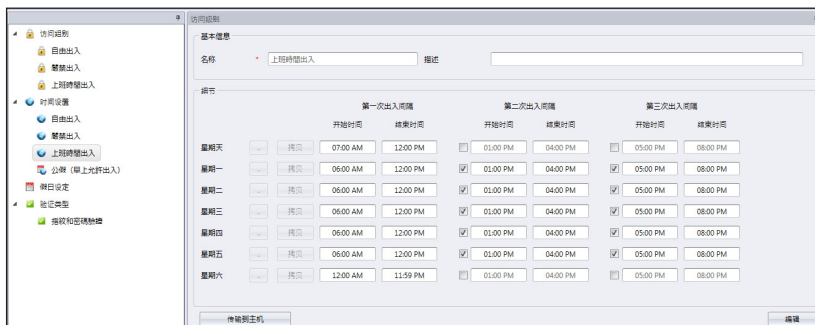 访问组别
访问组别
自由出入
嚴禁出入
上班時間出入
时间设置
自由出入
嚴禁出入
上班時間出入
公假（早上允許出入）
假日设定
验证类型
指紋和密碼驗證
基本信息
名称 * 上班時間出入 描述
细节
第一次出入间隔 第二次出入间隔 第三次出入间隔
开始时间 结束时间 开始时间 结束时间 开始时间 结束时间
星期天 .. 拷贝 07:00 AM 12:00 PM 01:00 PM 04:00 PM 05:00 PM 08:00 PM
星期一 .. 拷贝 06:00 AM 12:00 PM 01:00 PM 04:00 PM 05:00 PM 08:00 PM
星期二 .. 拷贝 06:00 AM 12:00 PM 01:00 PM 04:00 PM 05:00 PM 08:00 PM
星期三 .. 拷贝 06:00 AM 12:00 PM 01:00 PM 04:00 PM 05:00 PM 08:00 PM
星期四 .. 拷贝 06:00 AM 12:00 PM 01:00 PM 04:00 PM 05:00 PM 08:00 PM
星期五 .. 拷贝 06:00 AM 12:00 PM 01:00 PM 04:00 PM 05:00 PM 08:00 PM
星期六 .. 拷贝 12:00 AM 11:59 PM 01:00 PM 04:00 PM 05:00 PM 08:00 PM
传输到主机 编辑